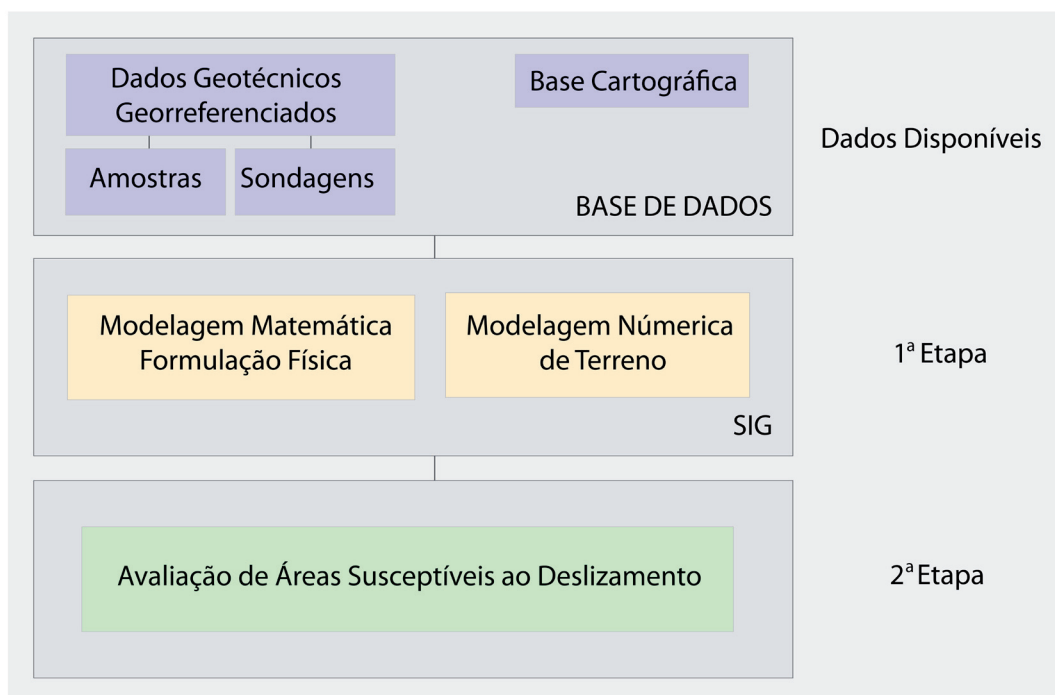 Dados Geotécnicos
Georreferenciados
Base Cartográfica
Amostras
Sondagens
BASE DE DADOS
Dados Disponíveis
Modelagem Matemática
Formulação Física
Modelagem Númerica
de Terreno
SIG
1ª Etapa
Avaliação de Áreas Susceptíveis ao Deslizamento
2ª Etapa